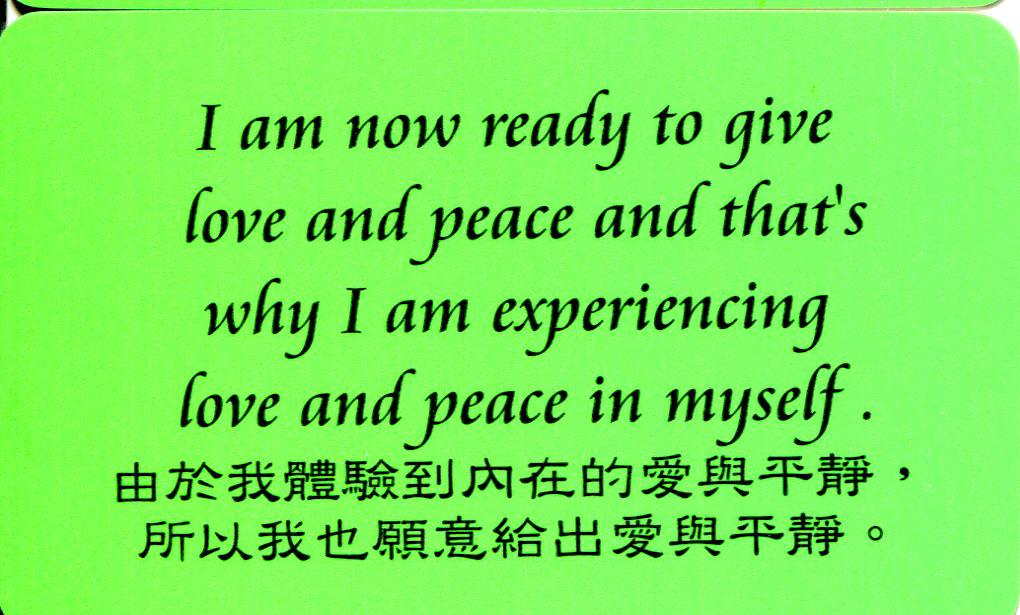 I am now ready to give
love and peace and that's
why I am experiencing
love and peace in myself .
由於我體驗到內在的愛與平靜，
所以我也願意給出愛與平靜。